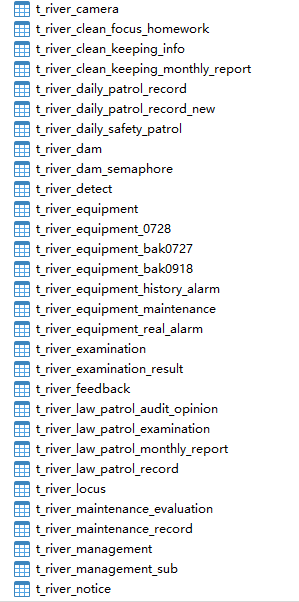 t_river_camera
t_river_clean_focus_homework
t_river_clean_keeping_info
t_river_clean_keeping_monthly_report
t_river_daily_patrol_record
t_river_daily_patrol_record_new
t_river_daily_safety_patrol
t_river_dam
t_river_dam_semaphore
t_river_detect
t_river_equipment
t_river_equipment_0728
t_river_equipment_bak0727
t_river_equipment_bak0918
t_river_equipment_history_alarm
t_river_equipment_maintenance
t_river_equipment_real_alarm
t_river_examination
t_river_examination_result
t_river_feedback
t_river_law_patrol_audit_opinion
t_river_law_patrol_examination
t_river_law_patrol_monthly_report
t_river_law_patrol_record
t_river_locus
t_river_maintenance_evaluation
t_river_maintenance_record
t_river_management
t_river_management_sub
t_river_notice